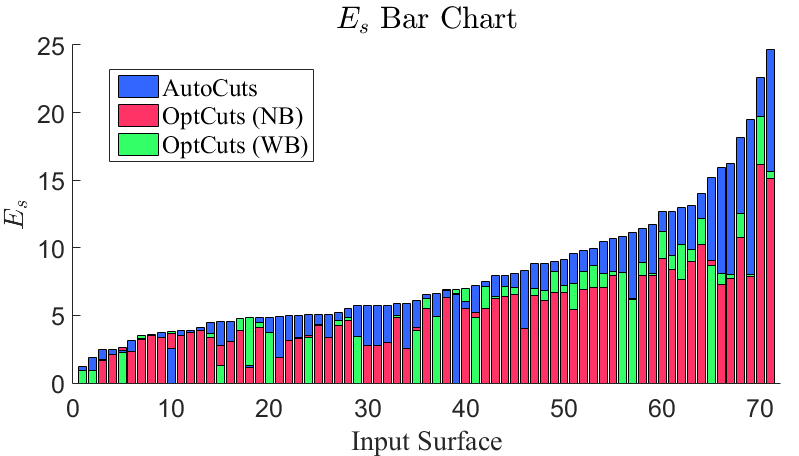 E_s Bar Chart
25
20
15
10
5
0
E_s
AutoCuts
OptCuts (NB)
OptCuts (WB)
0 10 20 30 40 50 60 70
Input Surface